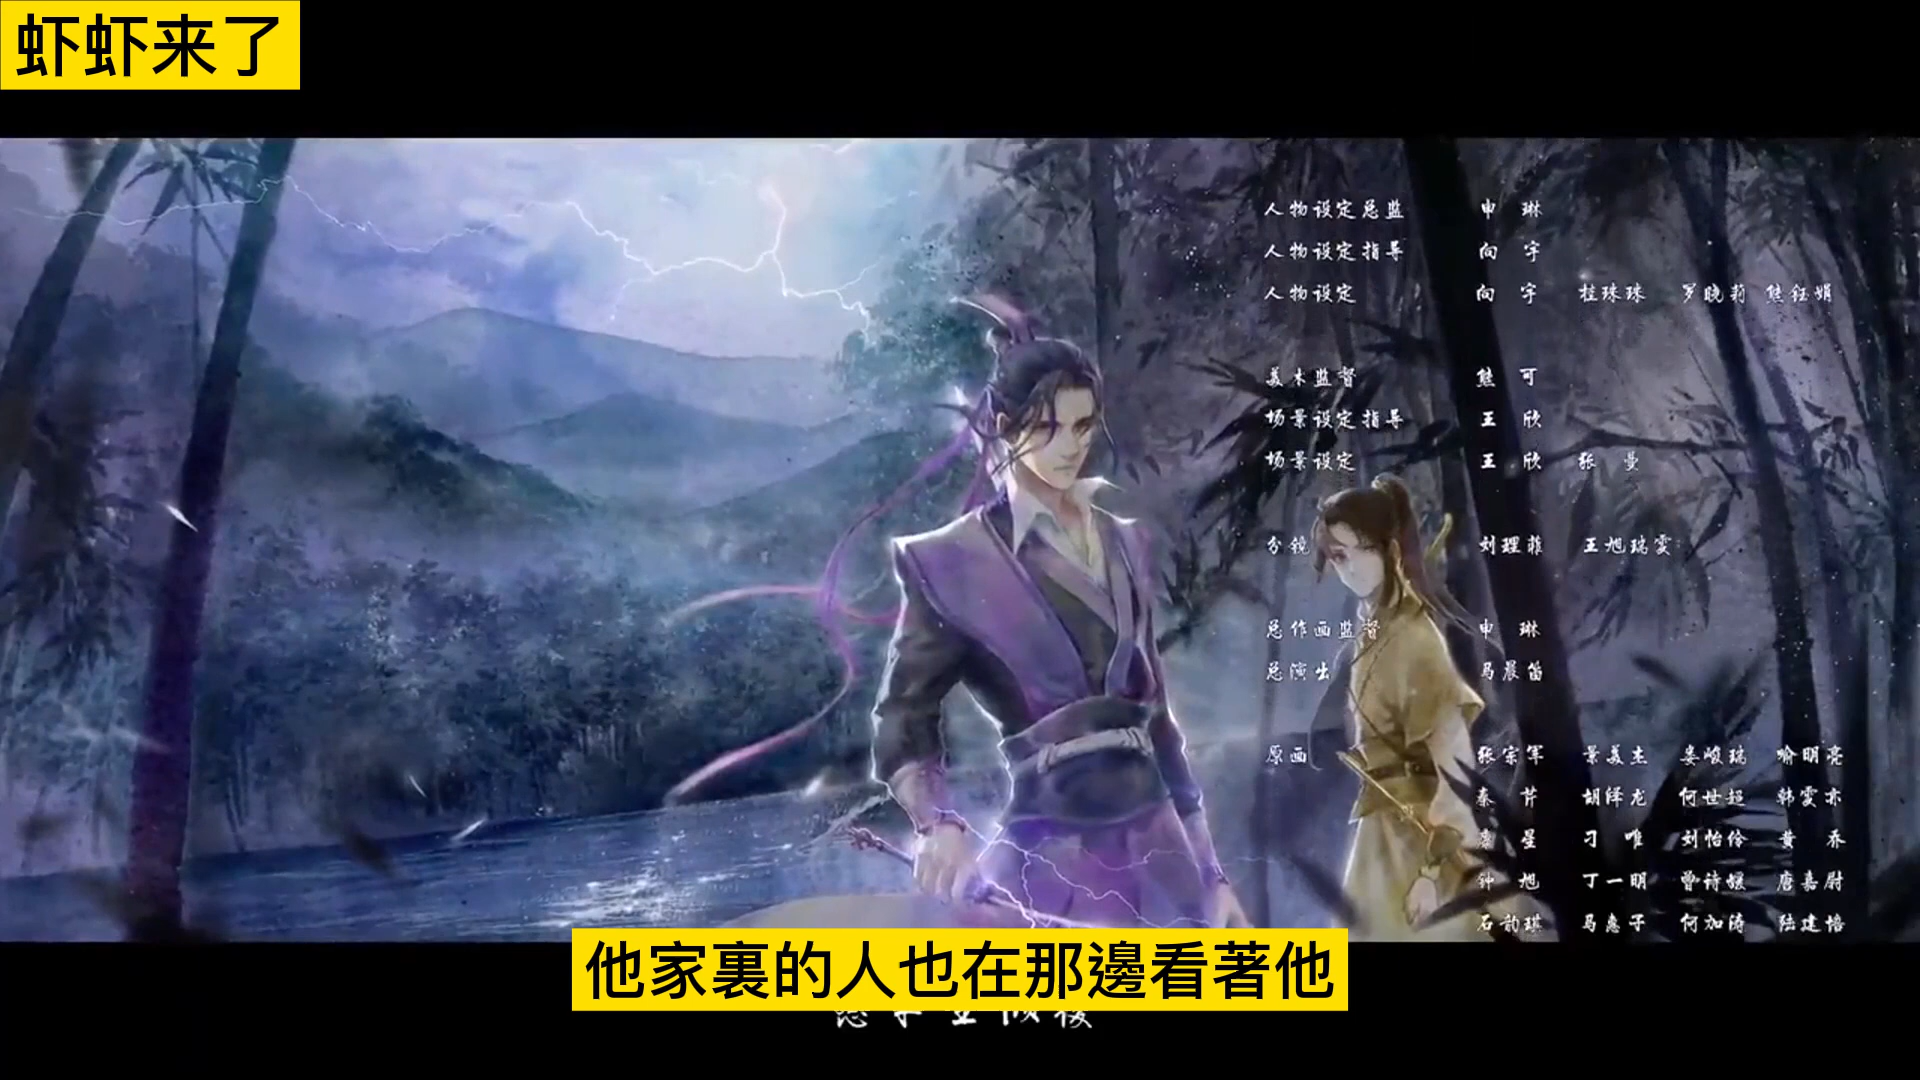 虾虾来了
人物设定总监 申琳
人物设定指导 向宇
人物设定 向宇 桂珠珠 罗晓莉 熊钰娟
美术监督 熊可
场景设定指导 王欣
场景设定 王欣 张曼
分镜 刘理菲 王旭瑞雯
总作画监督 申琳
总演出 马晨笛
原画 张宗军 景美杰 娄峻瑞 喻明亮
秦芹 胡泽龙 何世超 韩雯亦
栾星 刁唯 刘怡伶 黄乔
钟旭 丁一明 曾诗媛 唐嘉尉
石韵琪 马惠子 何加涛 陆建培
他家裏的人也在那邊看著他